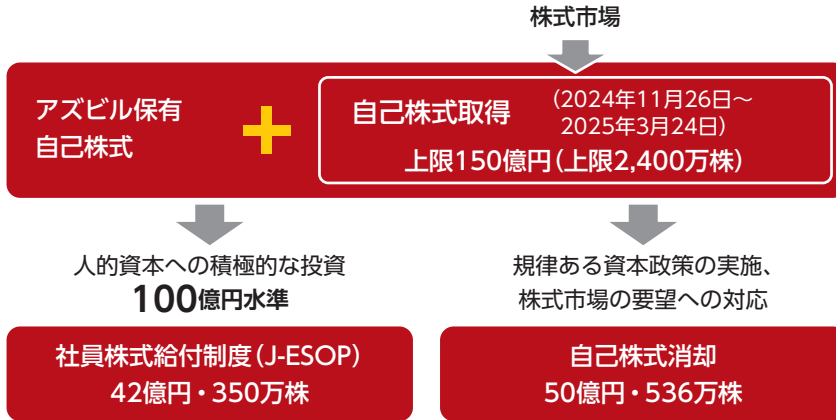 株式市場
アズビル保有
自己株式
自己株式取得
(2024年11月26日～
2025年3月24日)
上限150億円(上限2,400万株)
人的資本への積極的な投資
100億円水準
規律ある資本政策の実施、
株式市場の要望への対応
社員株式給付制度(J-ESOP)
42億円・350万株
自己株式消却
50億円・536万株